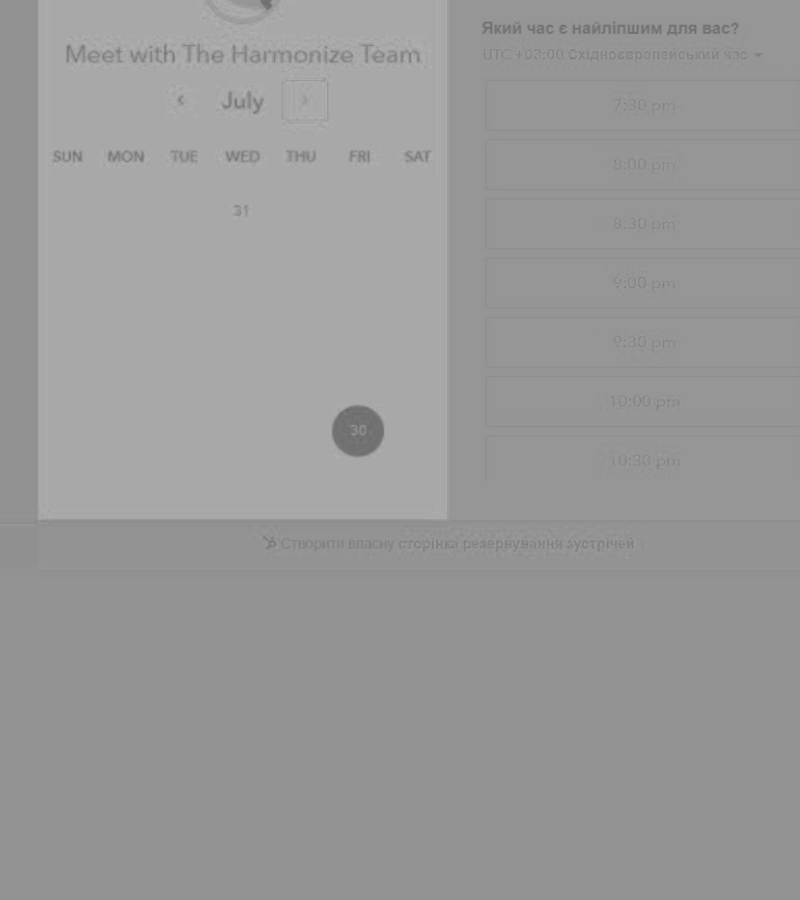 Meet with The Harmonize Team
July
SUN MON TUE WED THU FRI SAT
31
30
Який час є найліпшим для вас?
UTC +03:00 Східноєвропейський час
7:30 pm
8:00 pm
8:30 pm
9:00 pm
9:30 pm
10:00 pm
10:30 pm
Створити власну сторінка резервування зустрічей